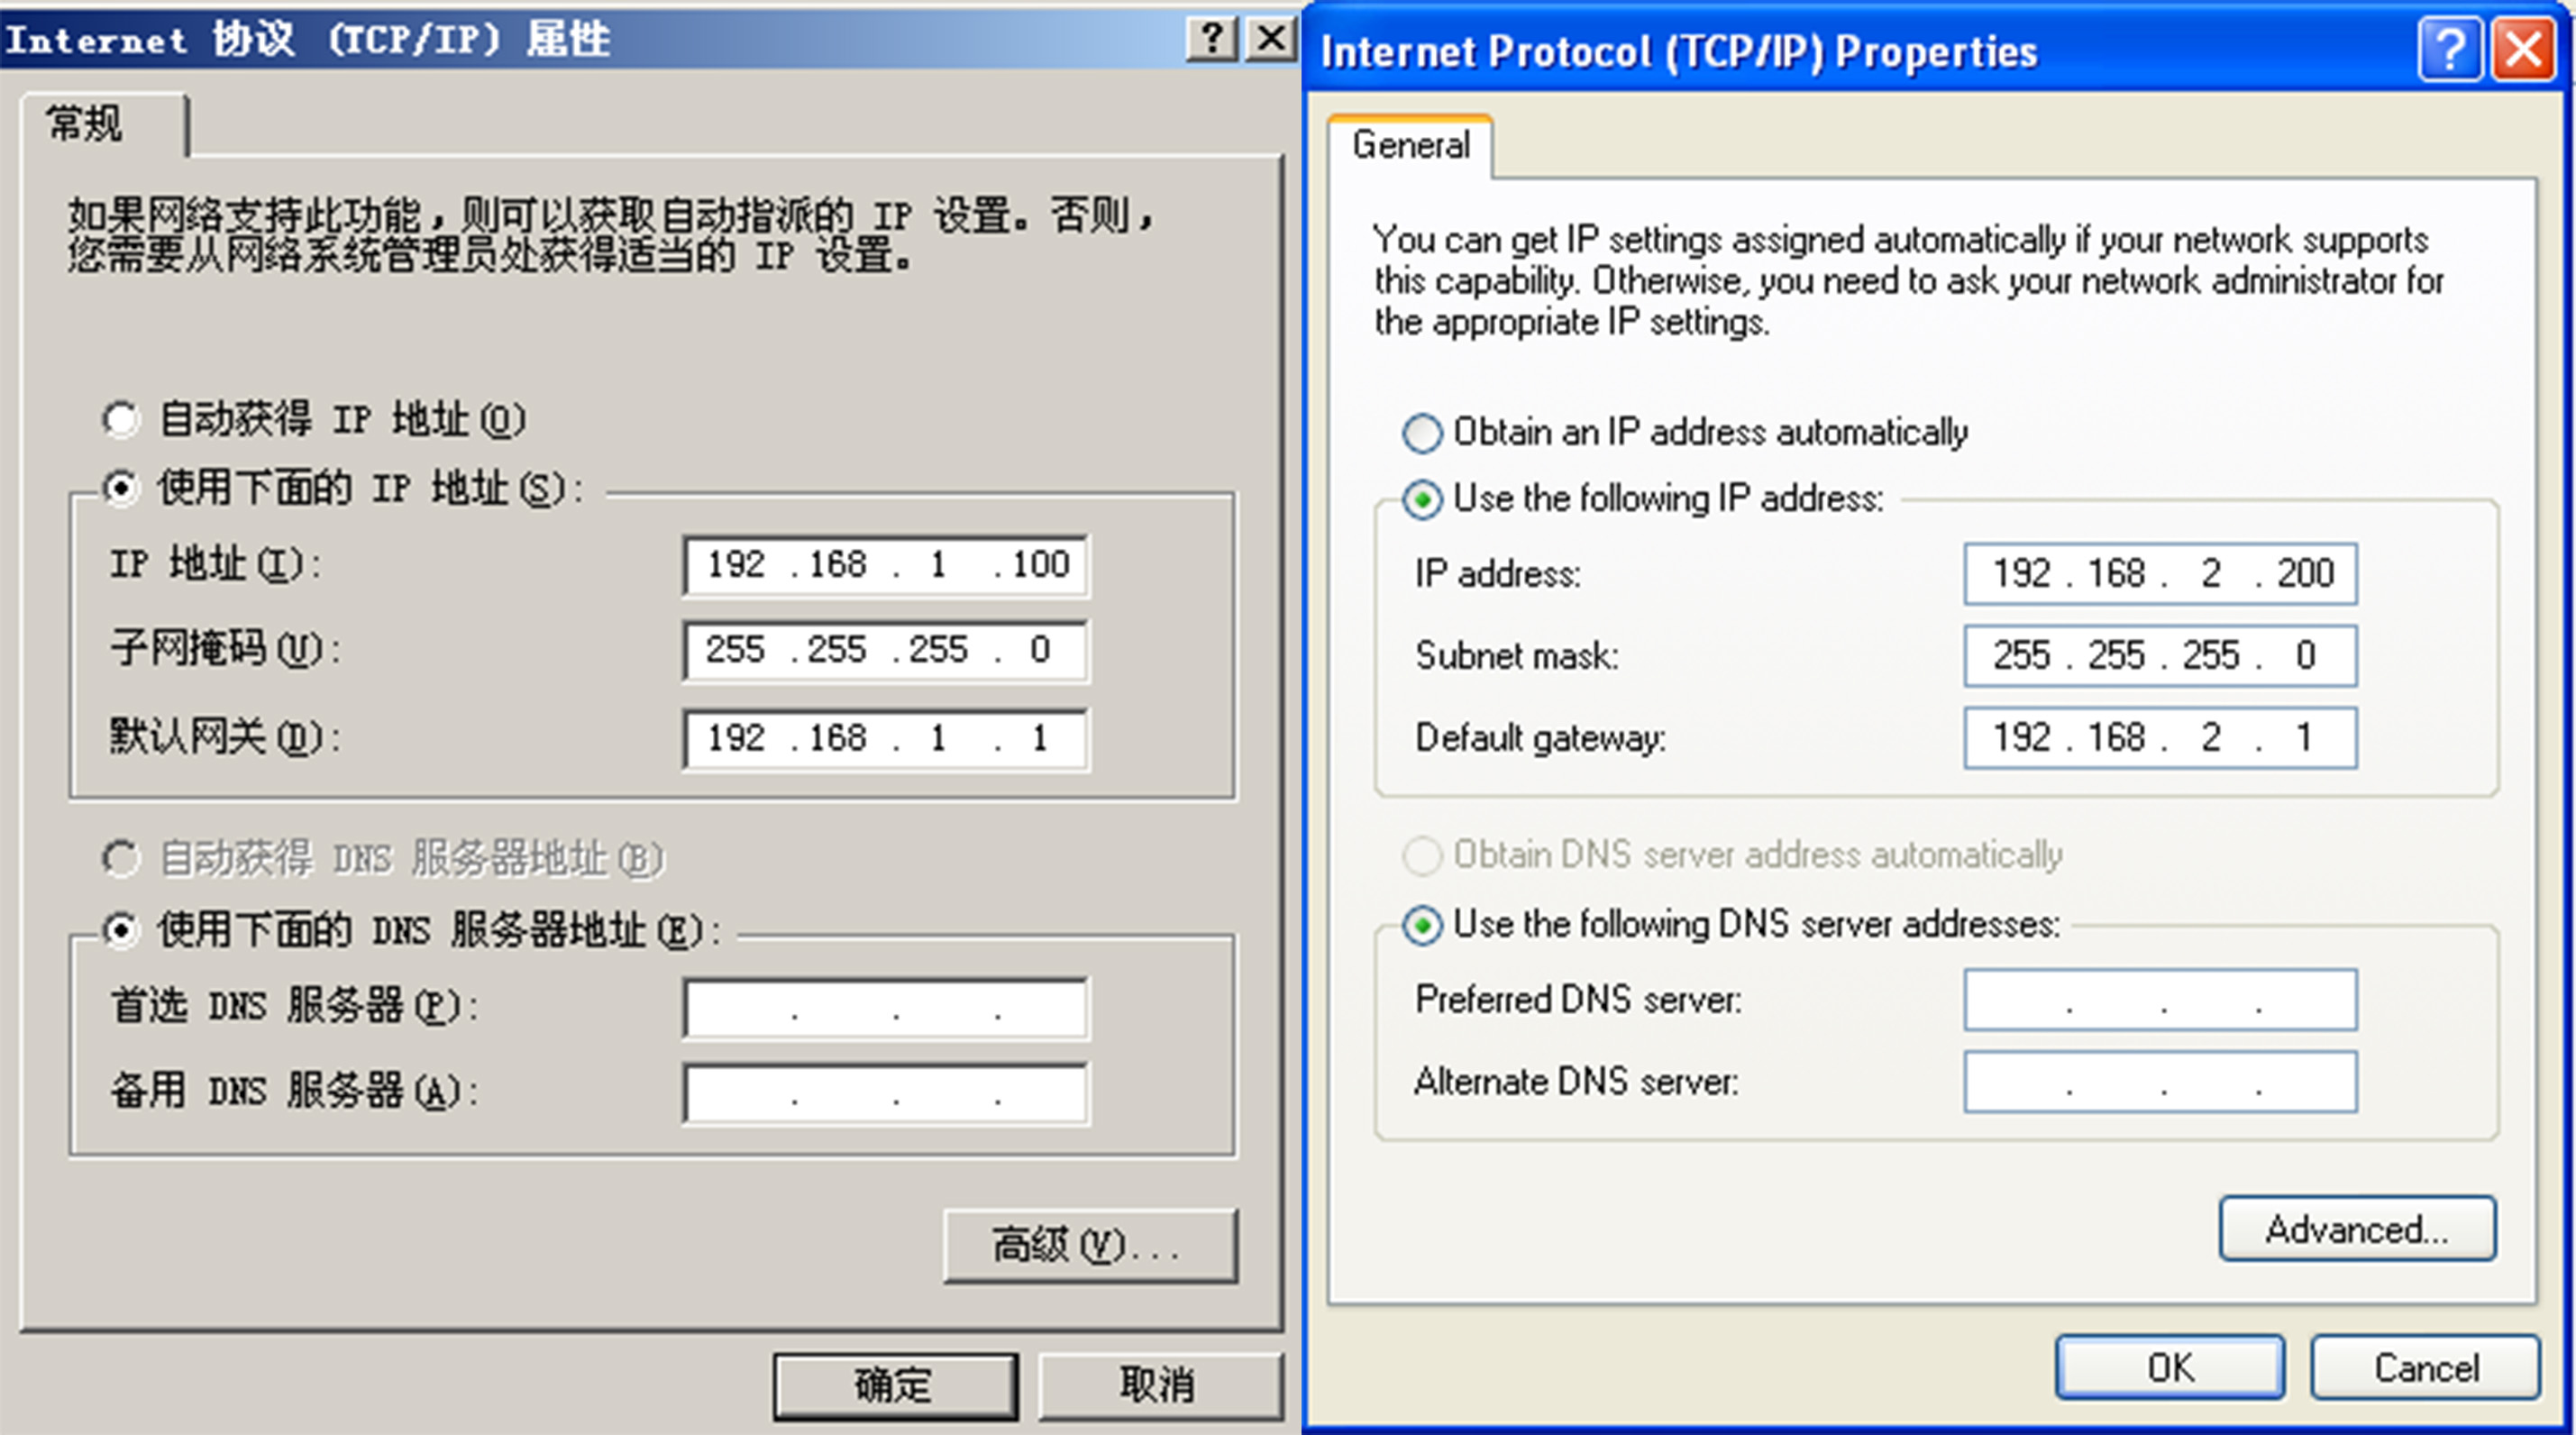 Internet 协议 (TCP/IP) 属性
常规
如果网络支持此功能，则可以获取自动指派的 IP 设置。否则，
您需要从网络系统管理员处获得适当的 IP 设置。
自动获得 IP 地址(O)
使用下面的 IP 地址(S):
IP 地址(I): 192 .168 . 1 .100
子网掩码(U): 255 .255 .255 . 0
默认网关(D): 192 .168 . 1 . 1
自动获得 DNS 服务器地址(B)
使用下面的 DNS 服务器地址(E):
首选 DNS 服务器(P): . . .
备用 DNS 服务器(A): . . .
高级(V)...
确定 取消
Internet Protocol (TCP/IP) Properties
General
You can get IP settings assigned automatically if your network supports
this capability. Otherwise, you need to ask your network administrator for
the appropriate IP settings.
Obtain an IP address automatically
Use the following IP address:
IP address: 192 . 168 . 2 . 200
Subnet mask: 255 . 255 . 255 . 0
Default gateway: 192 . 168 . 2 . 1
Obtain DNS server address automatically
Use the following DNS server addresses:
Preferred DNS server: . . .
Alternate DNS server: . . .
Advanced...
OK Cancel